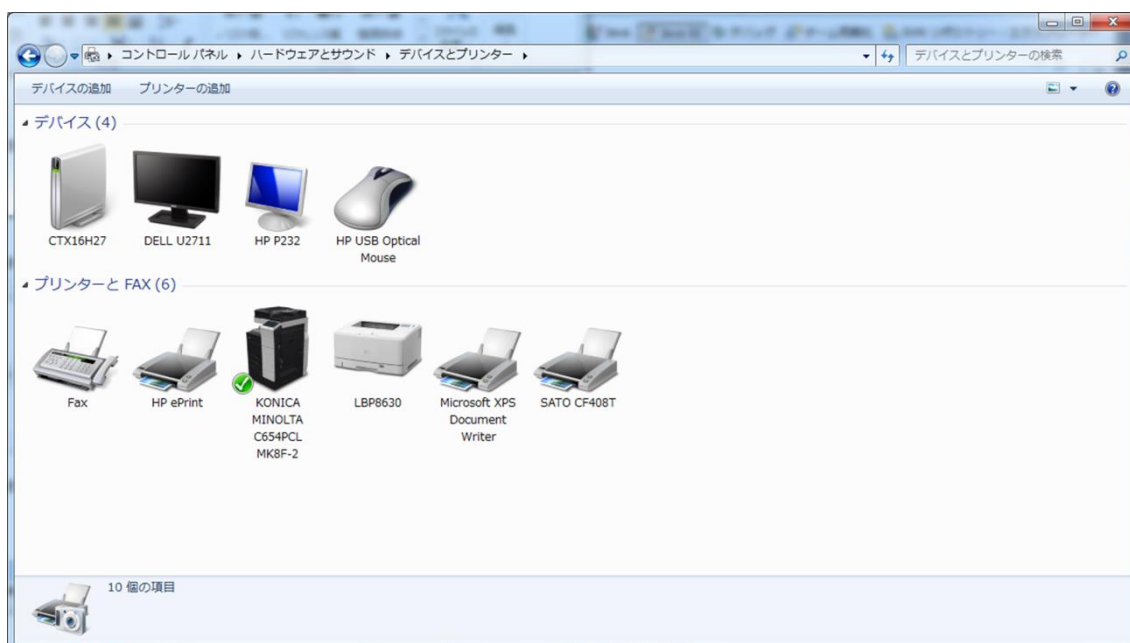 コントロール パネル ▸ ハードウェアとサウンド ▸ デバイスとプリンター ▸
デバイスとプリンターの検索
デバイスの追加 プリンターの追加
デバイス (4)
CTX16H27
DELL U2711
HP P232
HP USB Optical
Mouse
プリンターと FAX (6)
Fax
HP ePrint
KONICA
MINOLTA
C654PCL
MK8F-2
LBP8630
Microsoft XPS
Document
Writer
SATO CF408T
10 個の項目